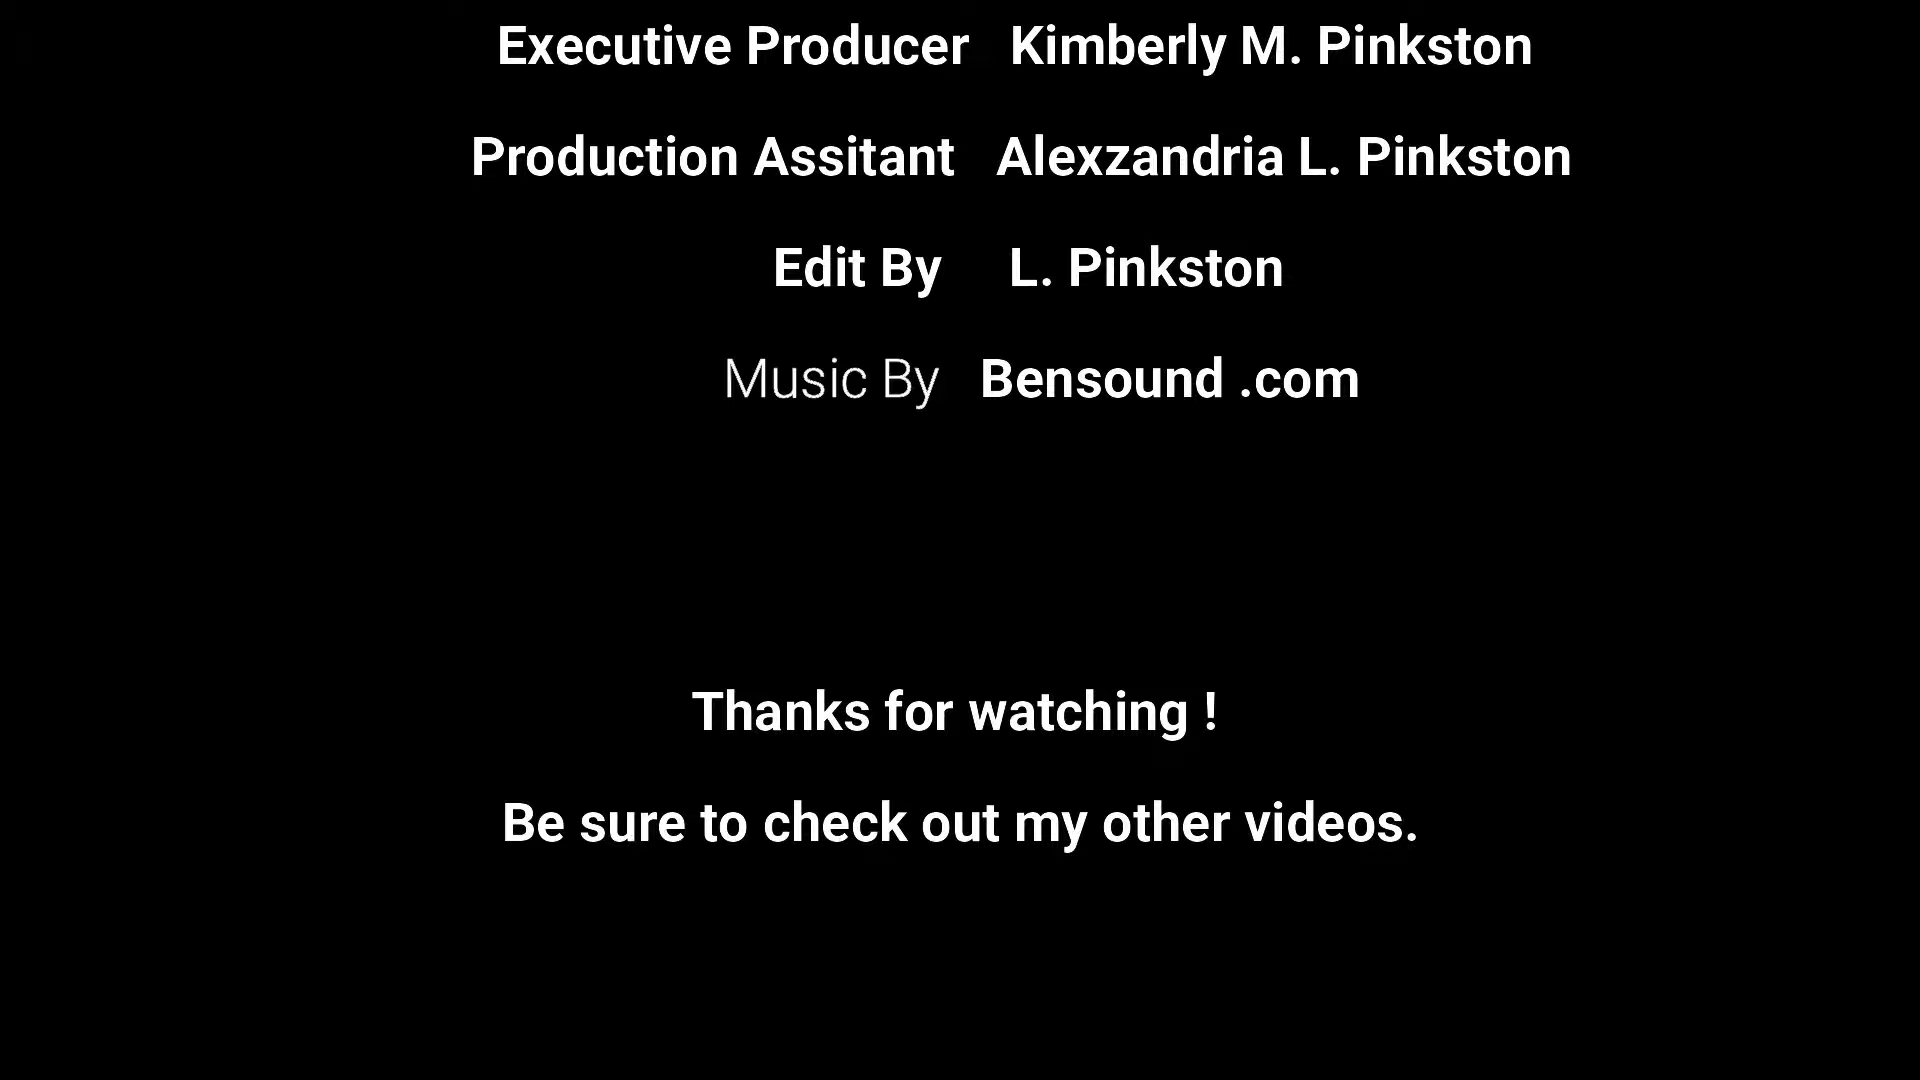 Executive Producer Kimberly M. Pinkston
Production Assitant Alexzandria L. Pinkston
Edit By L. Pinkston
Music By Bensound .com
Thanks for watching !
Be sure to check out my other videos.